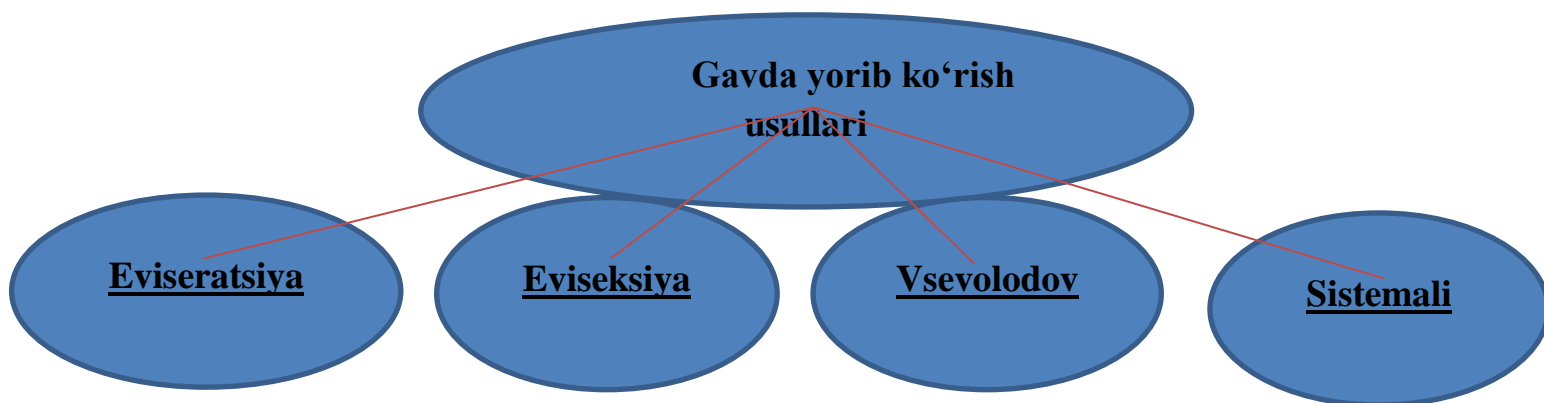 Gavda yorib ko‘rish
usullari
Eviseratsiya
Eviseksiya
Vsevolodov
Sistemali